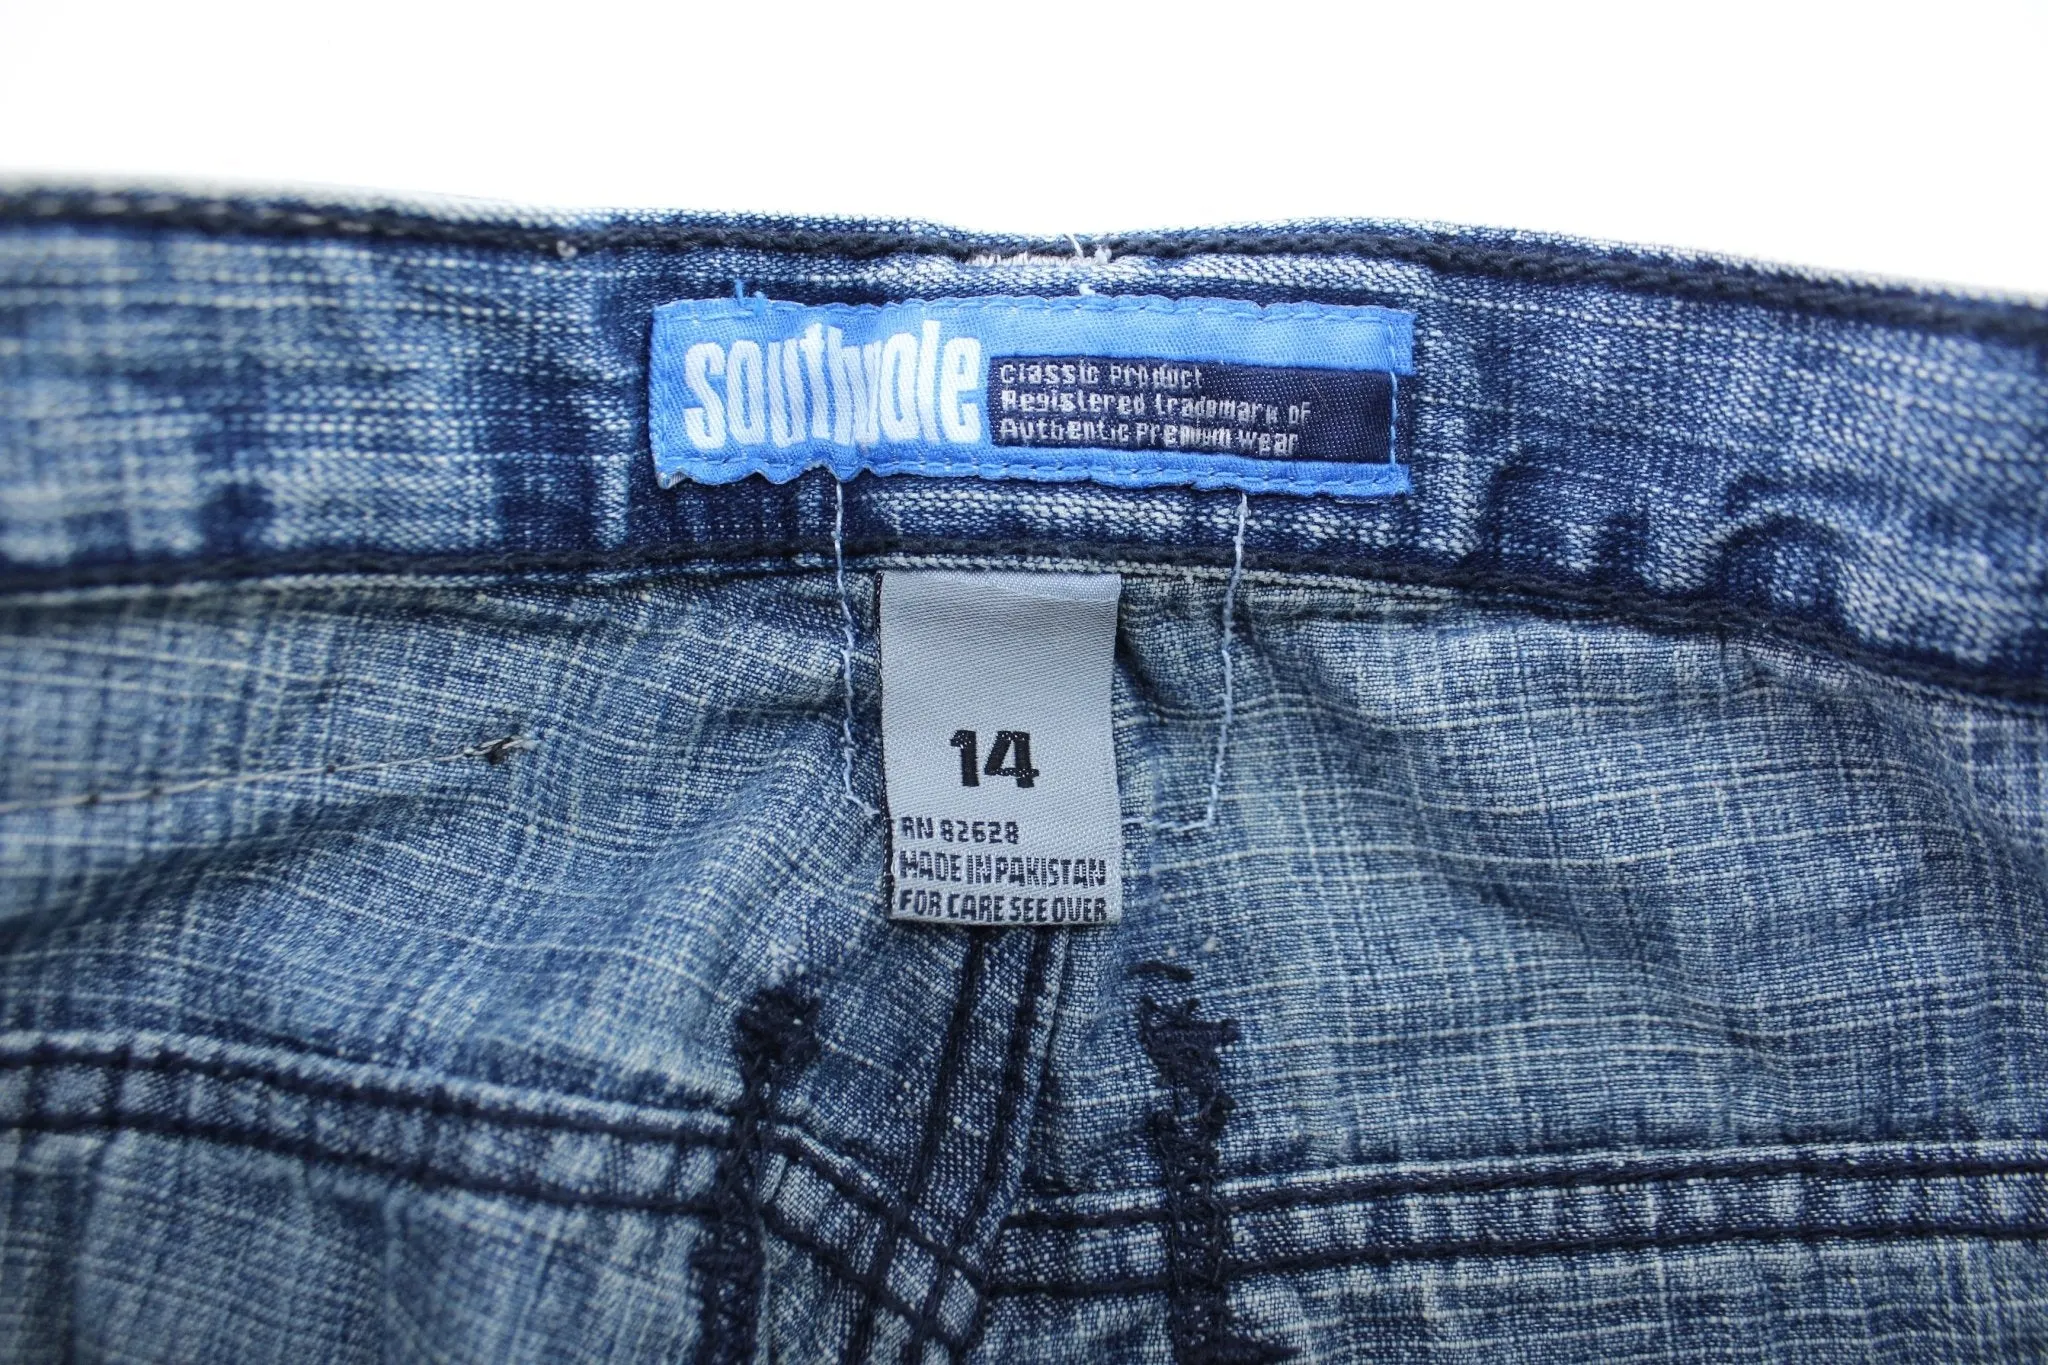 southpole
Classic Product
Registered trademark of
Authentic Premium wear
14
RN 82628
MADE IN PAKISTAN
FOR CARE SEE OVER